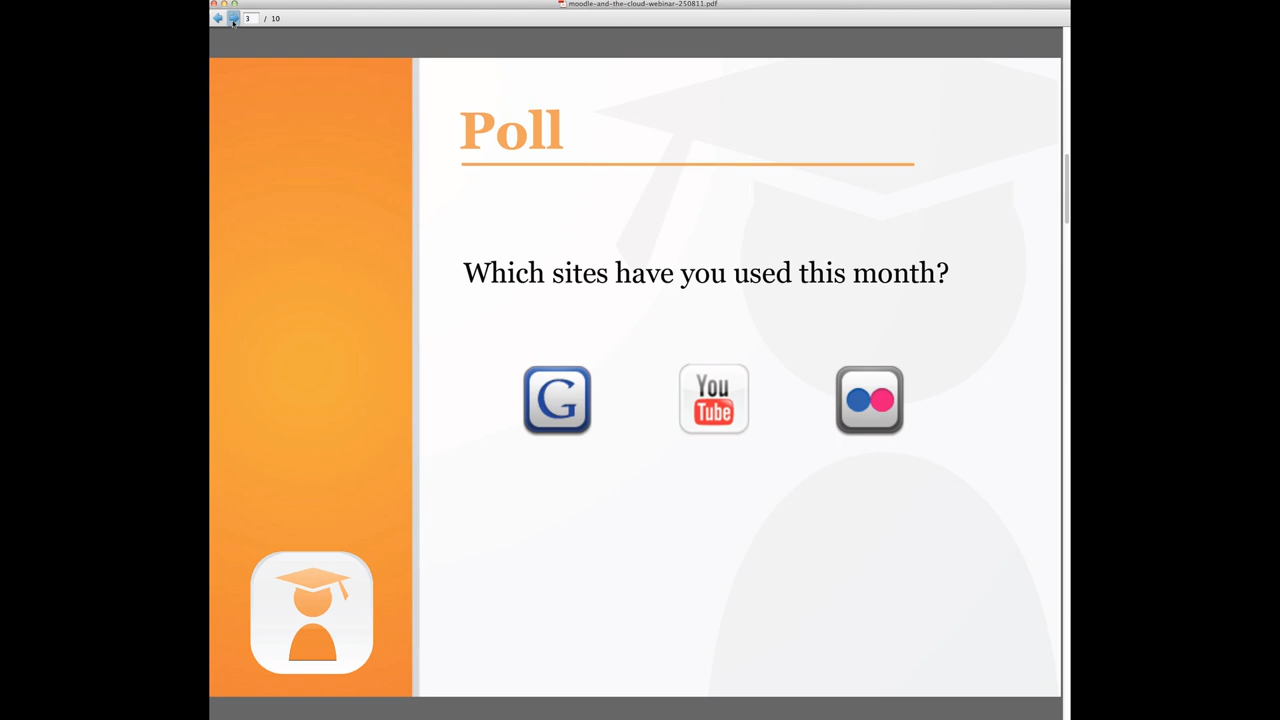 moodle-and-the-cloud-webinar-250811.pdf
3 / 10
Poll
Which sites have you used this month?
G
You
Tube